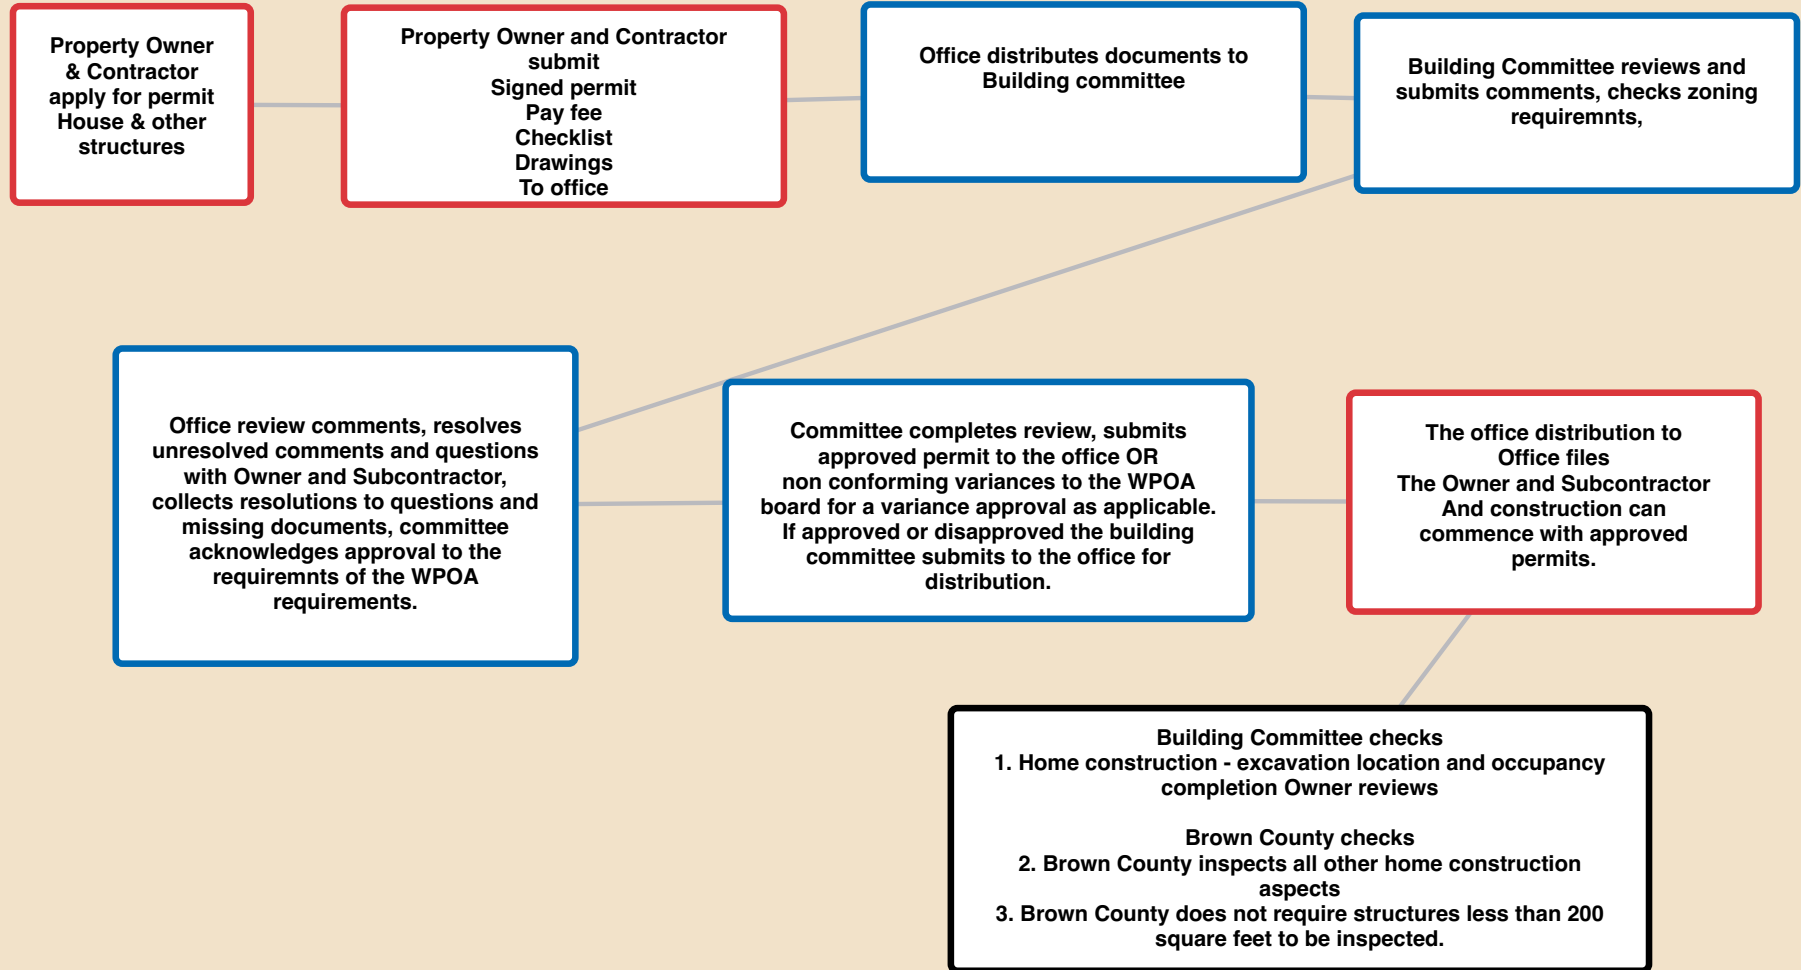 Property Owner
& Contractor
apply for permit
House & other
structures
Property Owner and Contractor
submit
Signed permit
Pay fee
Checklist
Drawings
To office
Office distributes documents to
Building committee
Building Committee reviews and
submits comments, checks zoning
requiremnts,
Office review comments, resolves
unresolved comments and questions
with Owner and Subcontractor,
collects resolutions to questions and
missing documents, committee
acknowledges approval to the
requiremnts of the WPOA
requirements.
Committee completes review, submits
approved permit to the office OR
non conforming variances to the WPOA
board for a variance approval as applicable.
If approved or disapproved the building
committee submits to the office for
distribution.
The office distribution to
Office files
The Owner and Subcontractor
And construction can
commence with approved
permits.
Building Committee checks
1. Home construction - excavation location and occupancy
completion Owner reviews
Brown County checks
2. Brown County inspects all other home construction
aspects
3. Brown County does not require structures less than 200
square feet to be inspected.